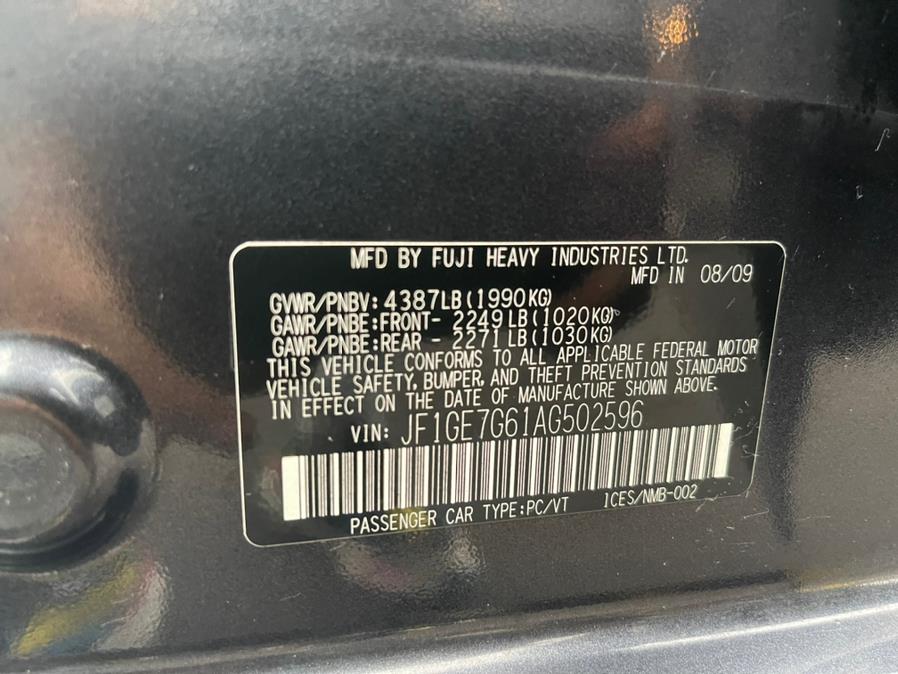 MFD BY FUJI HEAVY INDUSTRIES LTD.
MFD IN 08/09
GVWR/PNBV: 4387LB(1990KG)
GAWR/PNBE:FRONT- 2249LB(1020KG)
GAWR/PNBE:REAR - 2271LB(1030KG)
THIS VEHICLE CONFORMS TO ALL APPLICABLE FEDERAL MOTOR
VEHICLE SAFETY, BUMPER, AND THEFT PREVENTION STANDARDS
IN EFFECT ON THE DATE OF MANUFACTURE SHOWN ABOVE.
VIN: JF1GE7G61AG502596
PASSENGER CAR TYPE:PC/VT ICES/NMB-002